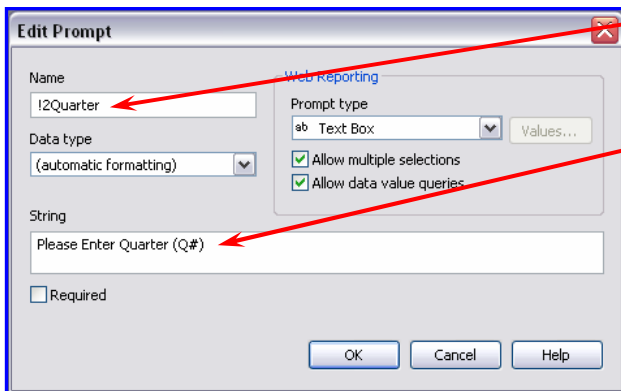 Edit Prompt
Name
!2Quarter
Data type
(automatic formatting)
Web Reporting
Prompt type
ab Text Box
Values...
Allow multiple selections
Allow data value queries
String
Please Enter Quarter (Q#)
Required
OK
Cancel
Help